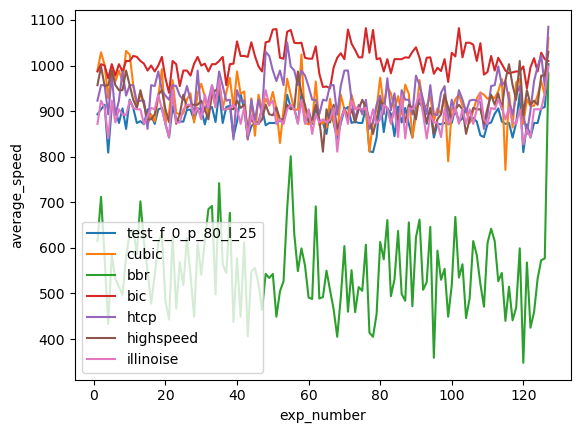 1100
1000
900
800
700
600
500
400
average_speed
test_f_0_p_80_l_25
cubic
bbr
bic
htcp
highspeed
illinoise
0 20 40 60 80 100 120
exp_number